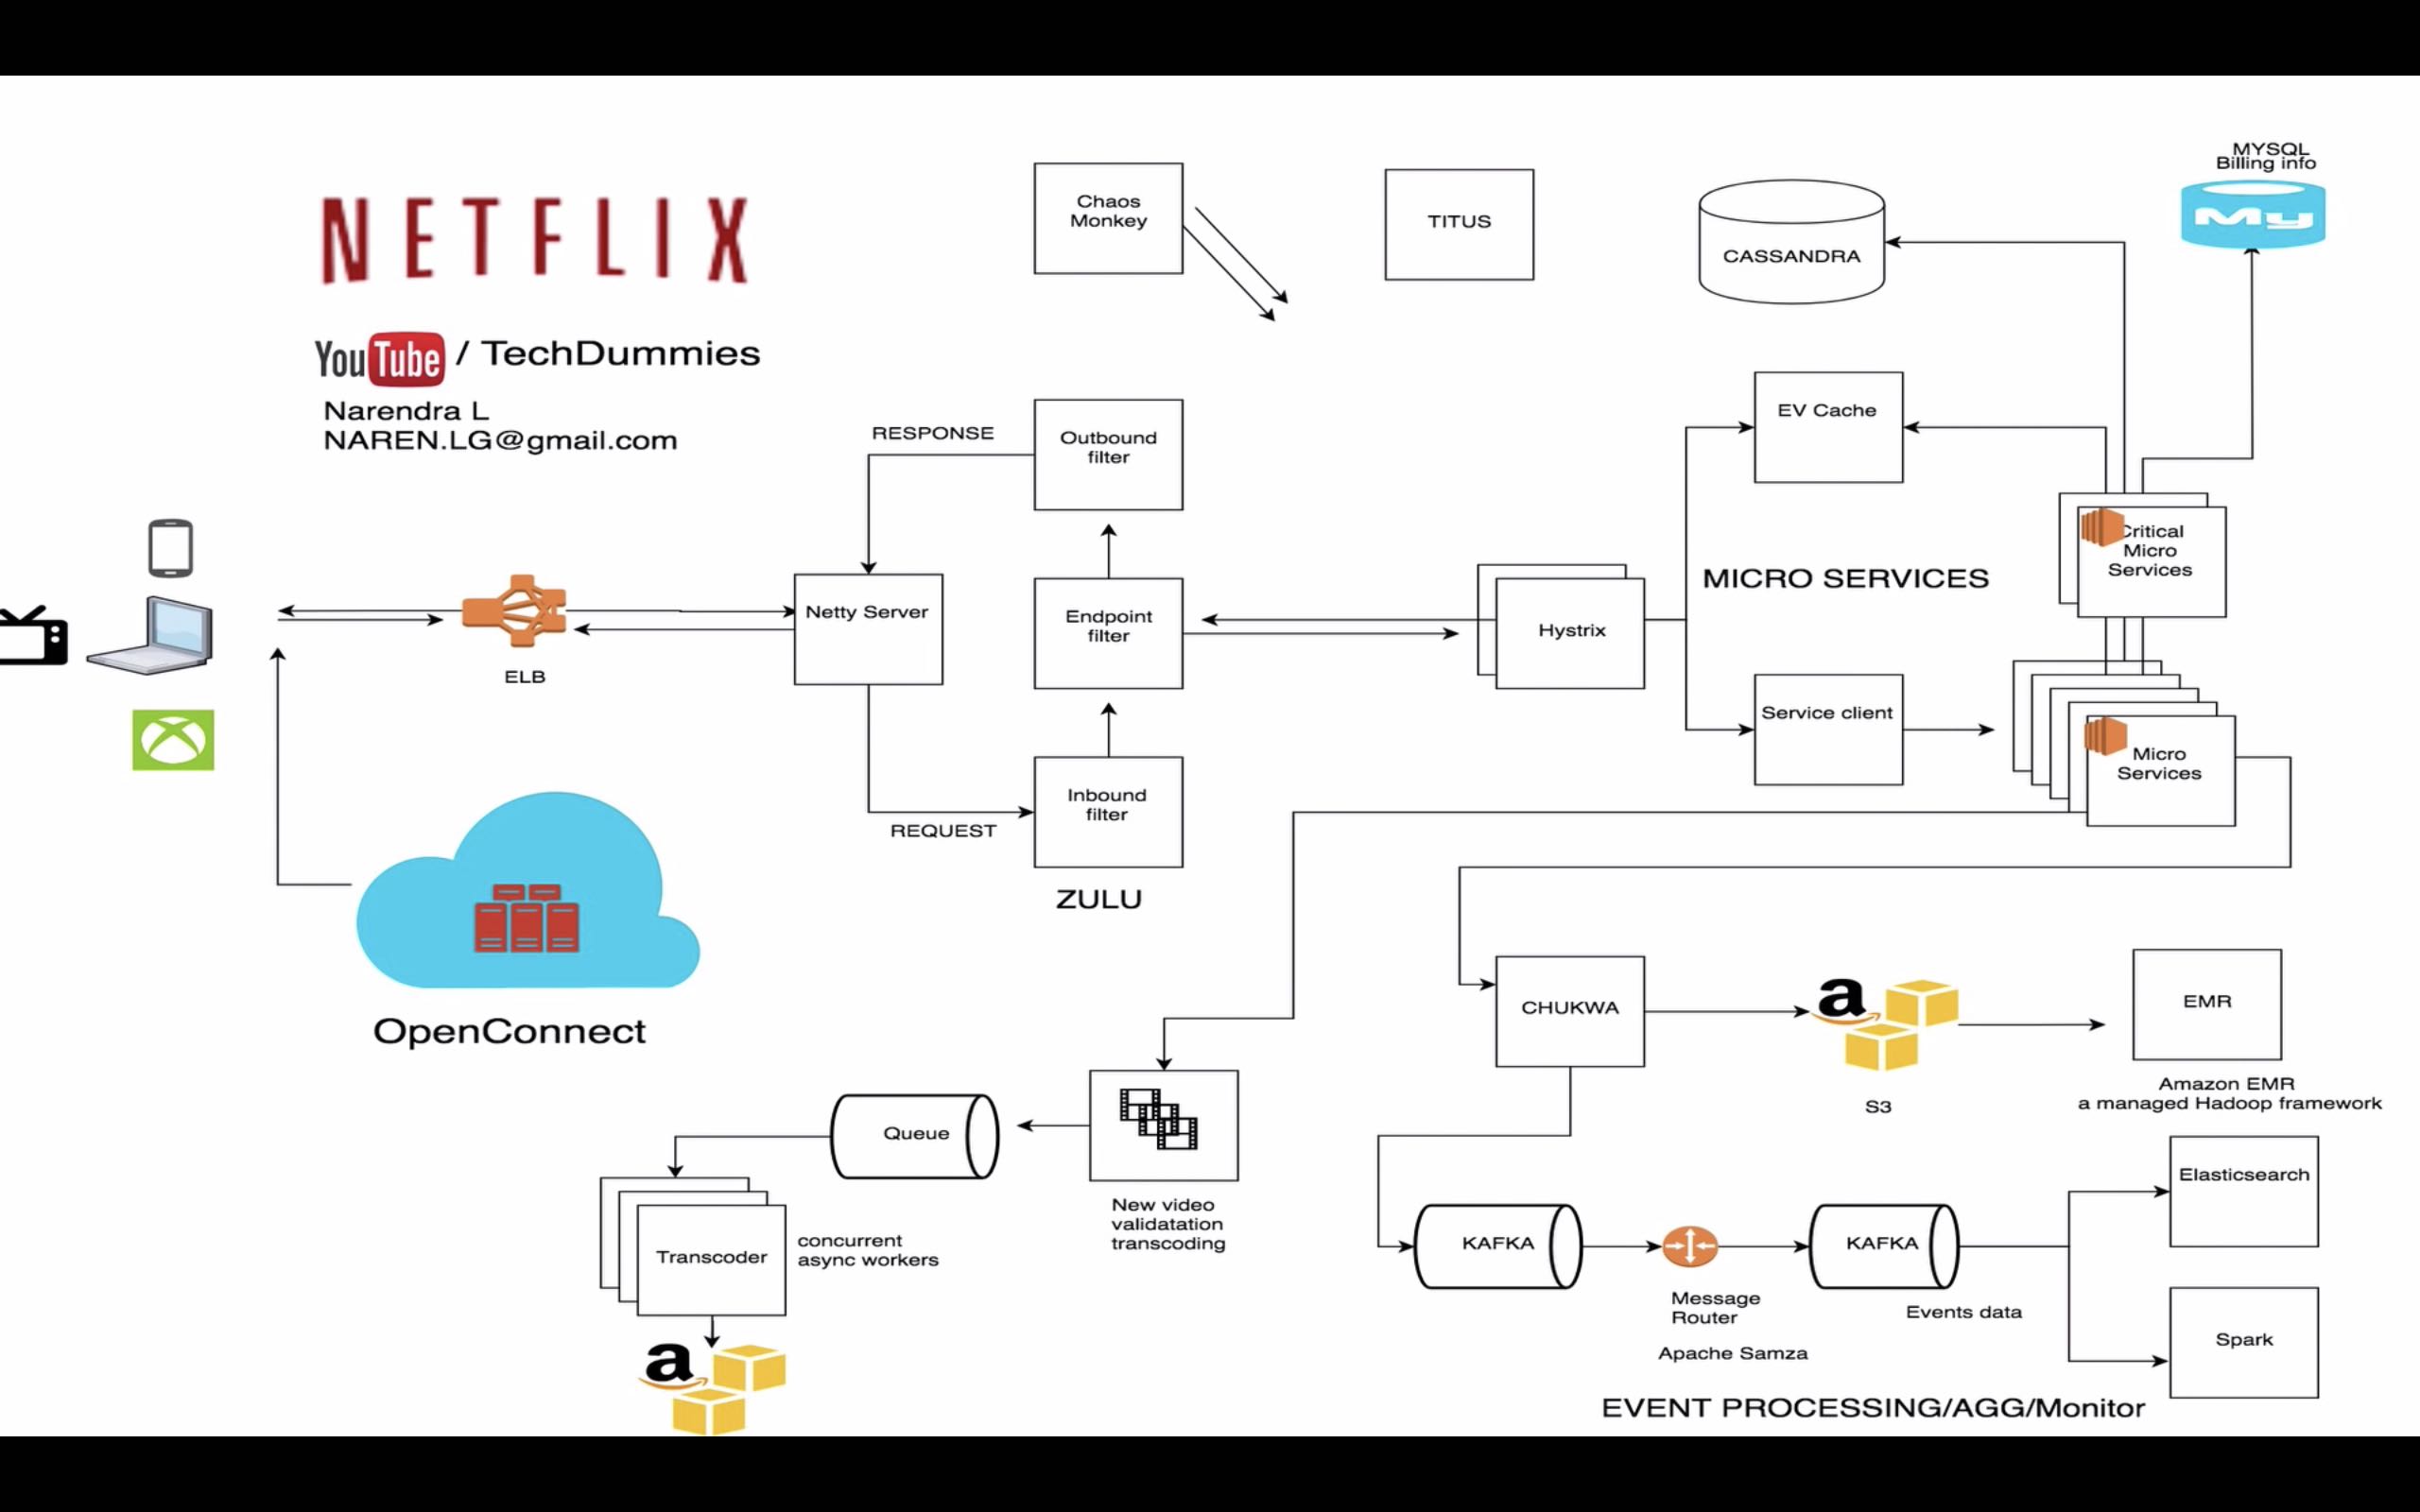 NETFLIX
YouTube / TechDummies
Narendra L
NAREN.LG@gmail.com
Chaos
Monkey
TITUS
CASSANDRA
MYSQL
Billing info
My
RESPONSE
Outbound
filter
EV Cache
MICRO SERVICES
Critical
Micro
Services
ELB
Netty Server
Endpoint
filter
Hystrix
Service client
Micro
Services
REQUEST
Inbound
filter
ZULU
OpenConnect
CHUKWA
a
S3
EMR
Amazon EMR
a managed Hadoop framework
Queue
New video
validatation
transcoding
Transcoder
concurrent
async workers
a
KAFKA
Message
Router
Apache Samza
KAFKA
Events data
Elasticsearch
Spark
EVENT PROCESSING/AGG/Monitor